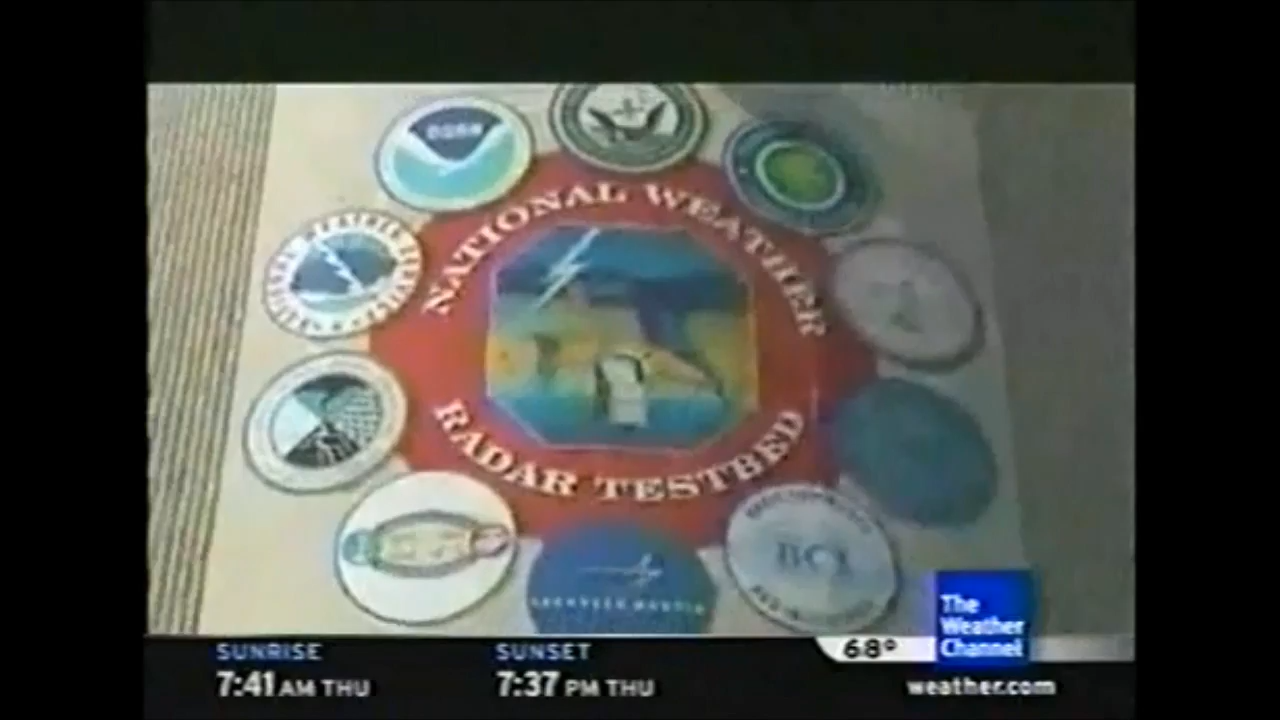 NOAA
NATIONAL WEATHER
RADAR TESTBED
LOCKHEED MARTIN
BCI
The
Weather
Channel
68°
SUNRISE
SUNSET
7:41 AM THU
7:37 PM THU
weather.com